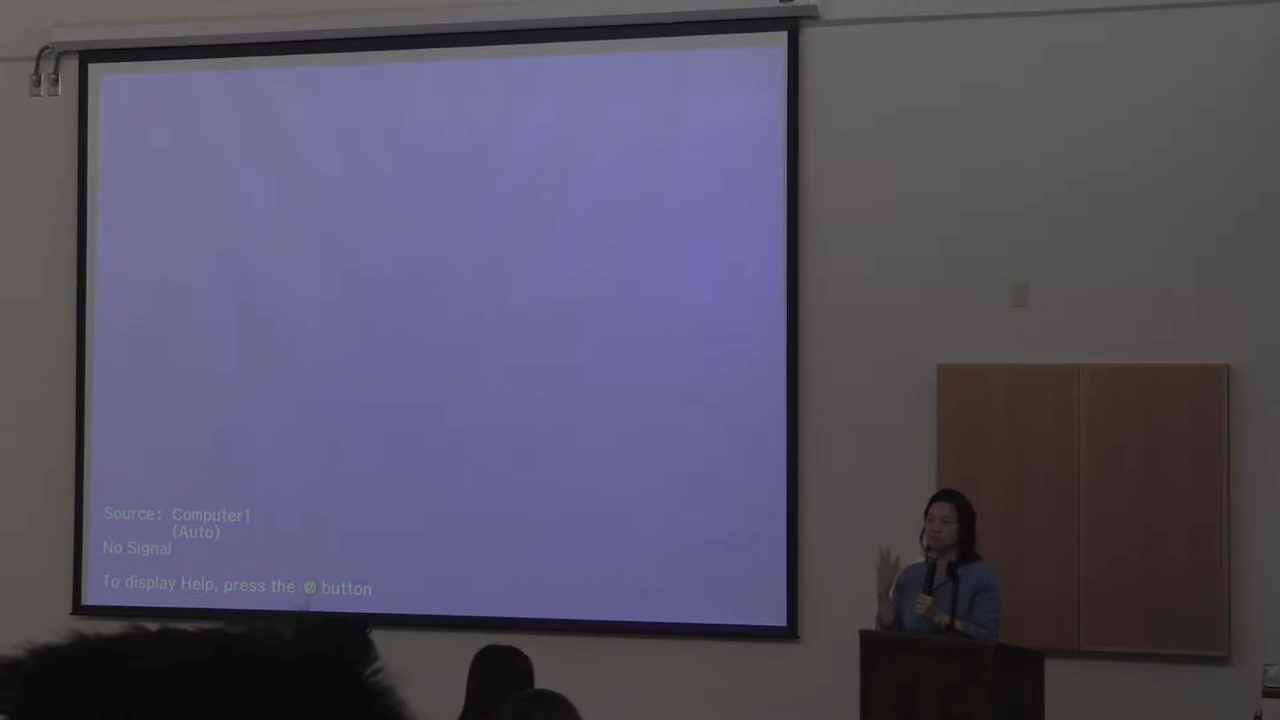 Source: Computer1
(Auto)
No Signal
To display Help, press the button